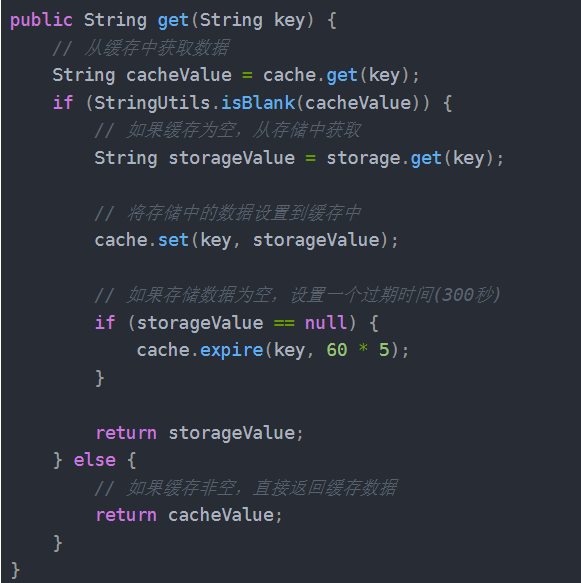 public String get(String key) {
    // 从缓存中获取数据
    String cacheValue = cache.get(key);
    if (StringUtils.isBlank(cacheValue)) {
        // 如果缓存为空，从存储中获取
        String storageValue = storage.get(key);

        // 将存储中的数据设置到缓存中
        cache.set(key, storageValue);

        // 如果存储数据为空，设置一个过期时间(300秒)
        if (storageValue == null) {
            cache.expire(key, 60 * 5);
        }

        return storageValue;
    } else {
        // 如果缓存非空，直接返回缓存数据
        return cacheValue;
    }
}